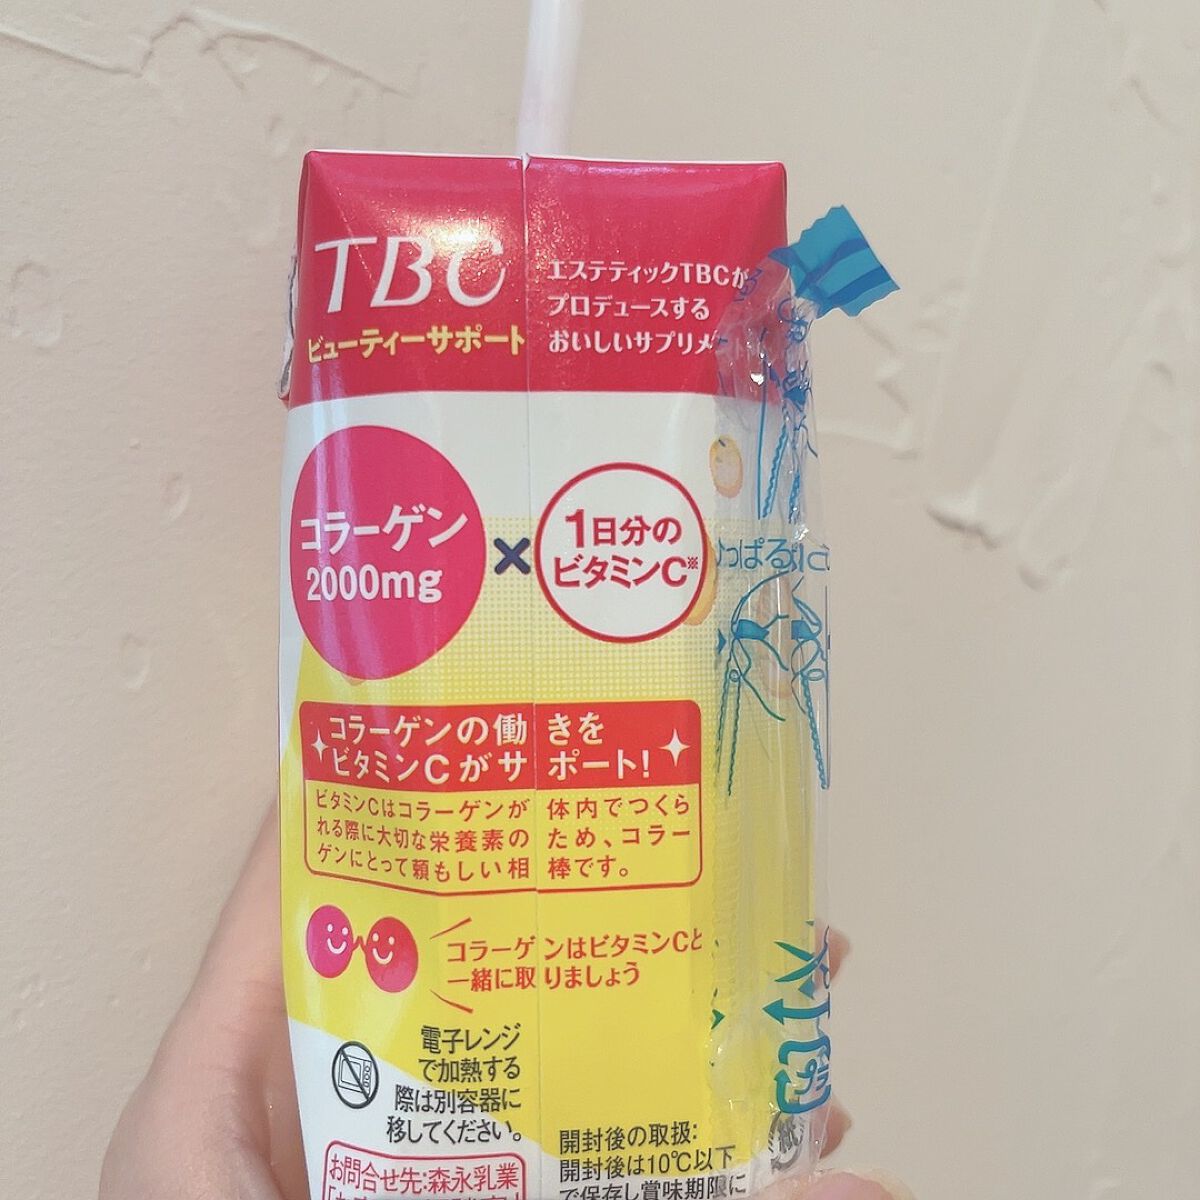 TBC
ビューティーサポート
エステティックTBCが
プロデュースする
おいしいサプリメ
コラーゲン
2000mg
×
1日分の
ビタミンC※
コラーゲンの働きを
ビタミンCがサポート!
ビタミンCはコラーゲンが体内でつくら
れる際に大切な栄養素のため、コラー
ゲンにとって頼もしい相棒です。
コラーゲンはビタミンCと
一緒に取りましょう
電子レンジ
で加熱する
際は別容器に
移してください。
お問合せ先:森永乳業
開封後の取扱:
開封後は10℃以下
で保存し賞味期限に
っぱる
紙